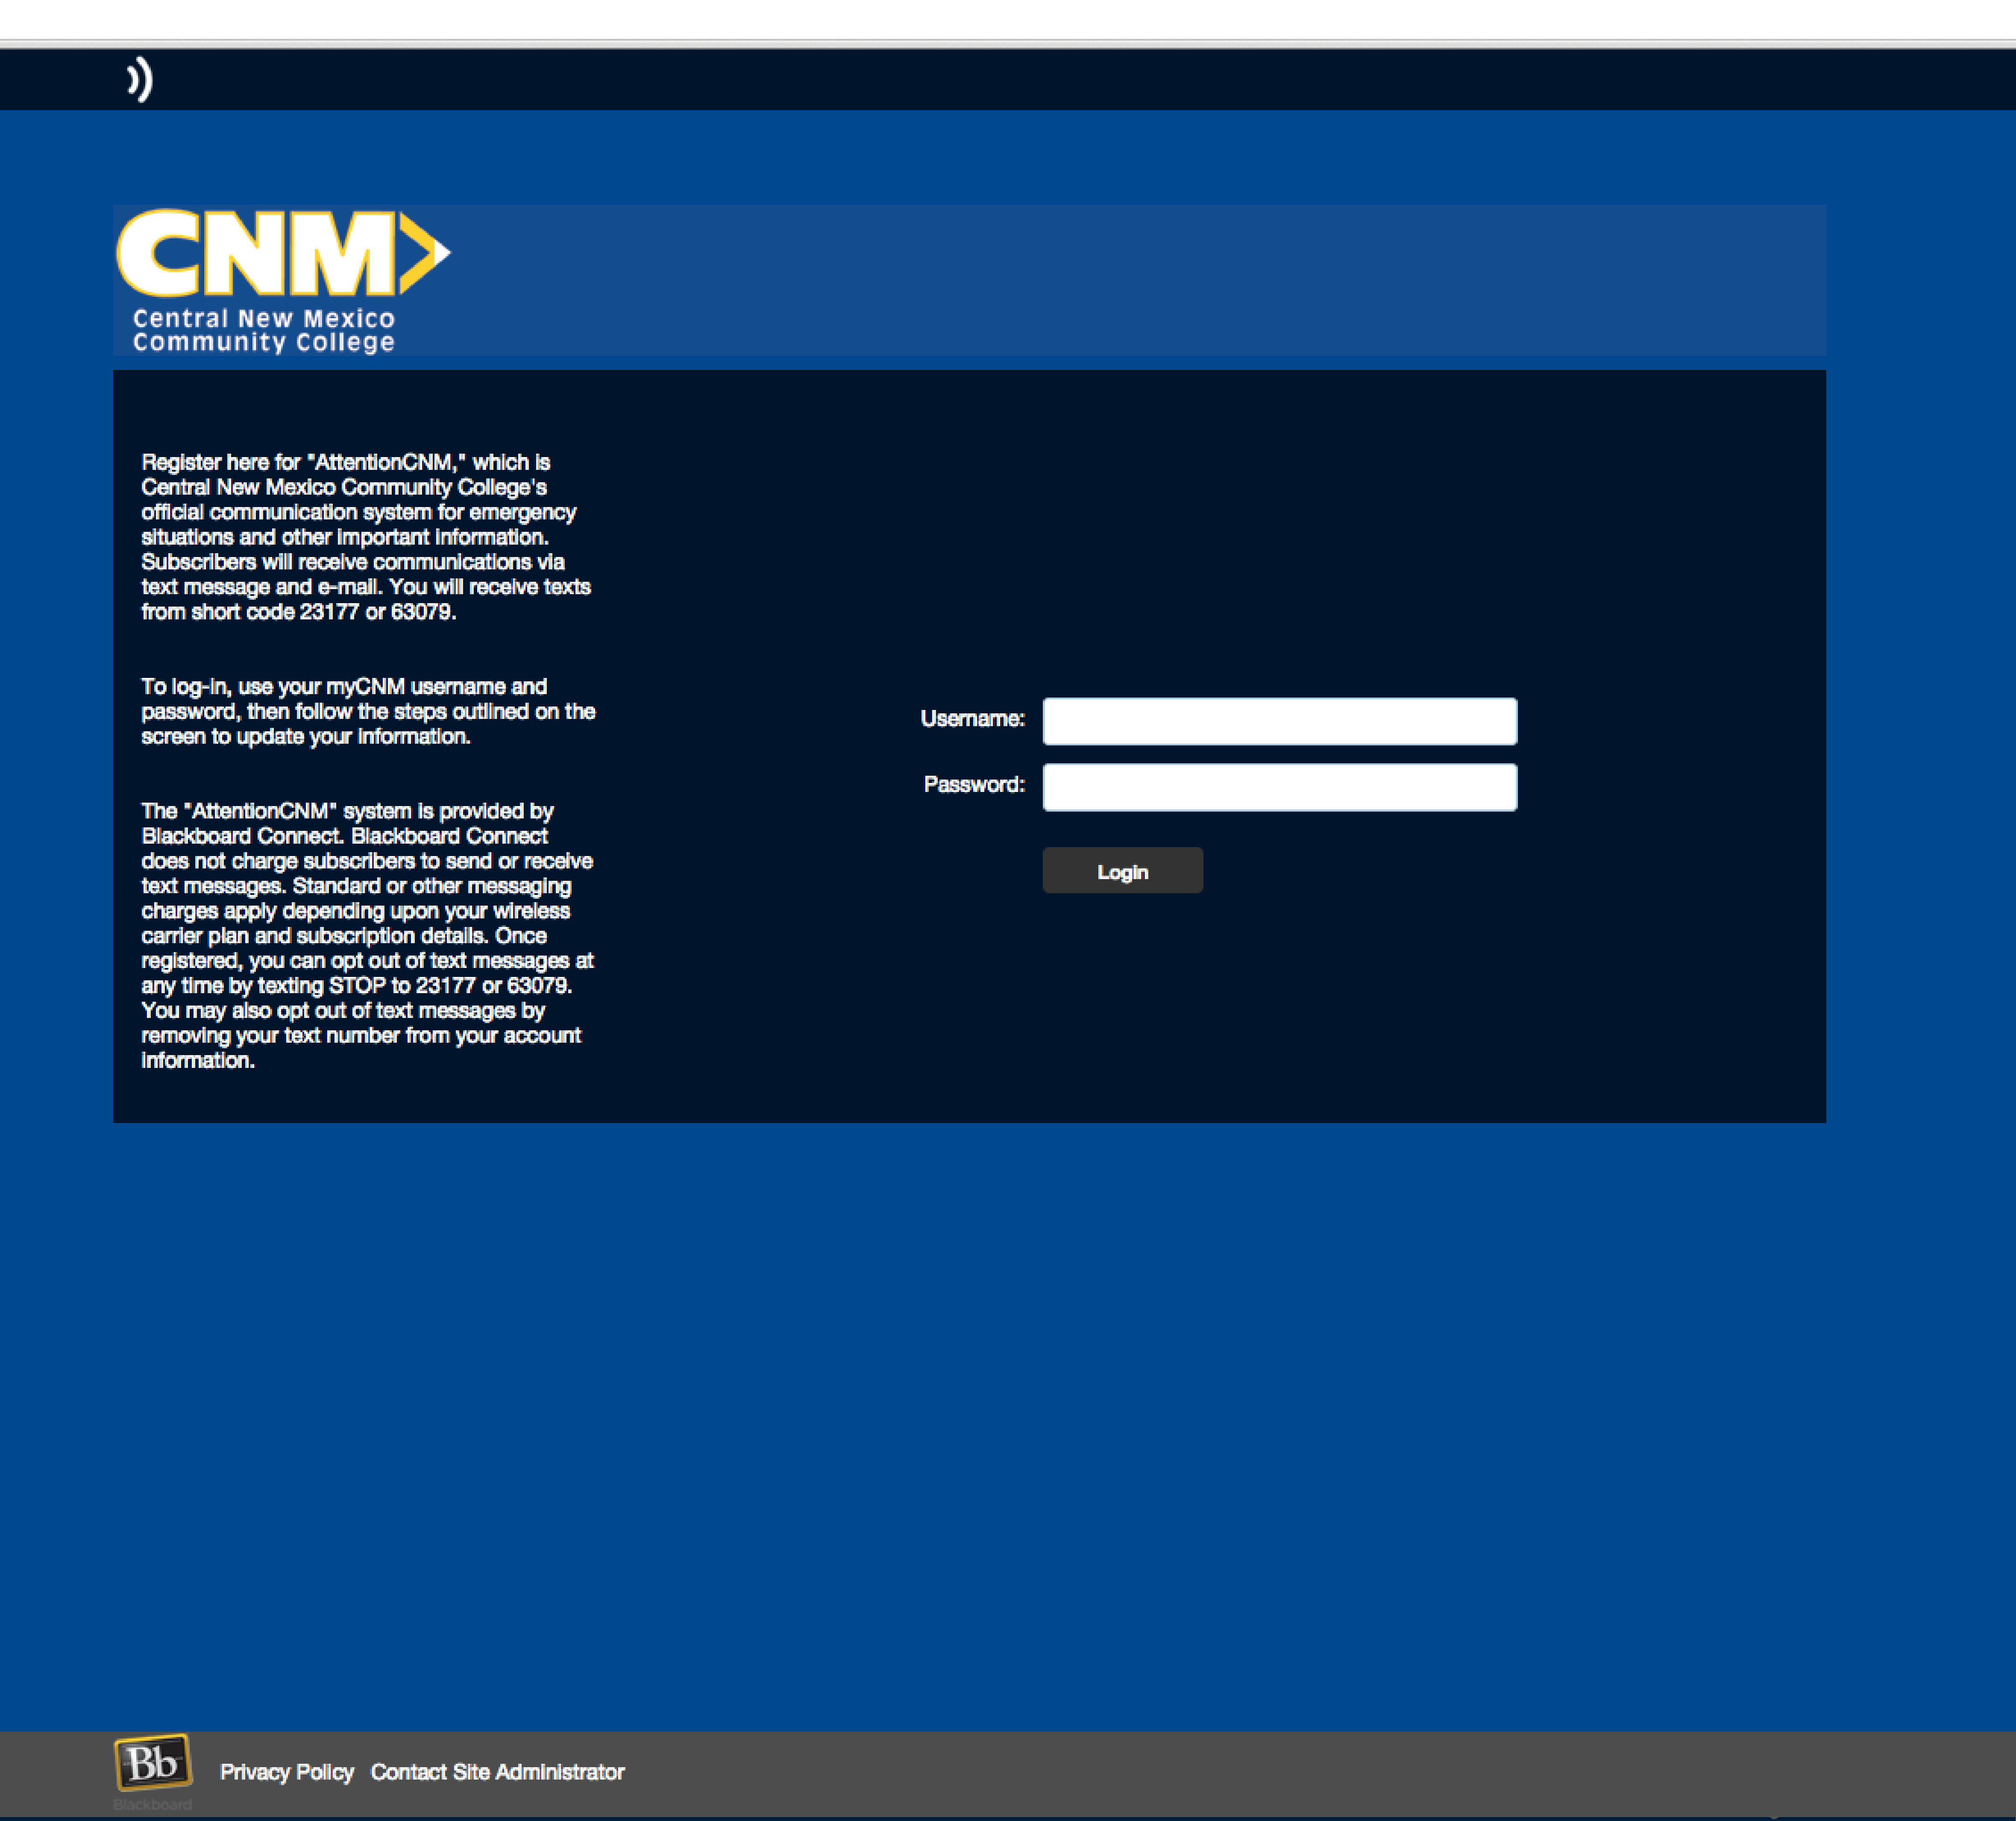 CNM
Central New Mexico
Community College
Register here for "AttentionCNM," which is
Central New Mexico Community College's
official communication system for emergency
situations and other important information.
Subscribers will receive communications via
text message and e-mail. You will receive texts
from short code 23177 or 63079.
To log-in, use your myCNM username and
password, then follow the steps outlined on the
screen to update your information.
The "AttentionCNM" system is provided by
Blackboard Connect. Blackboard Connect
does not charge subscribers to send or receive
text messages. Standard or other messaging
charges apply depending upon your wireless
carrier plan and subscription details. Once
registered, you can opt out of text messages at
any time by texting STOP to 23177 or 63079.
You may also opt out of text messages by
removing your text number from your account
information.
Username:
Password:
Login
Bb
Blackboard
Privacy Policy Contact Site Administrator